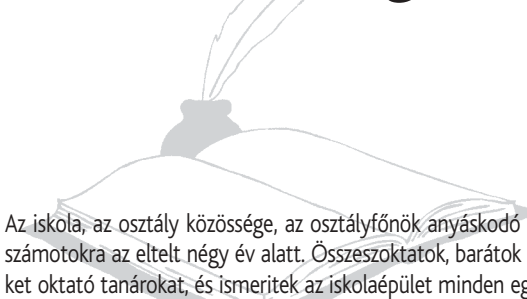 Az iskola, az osztály közössége, az osztályfőnök anyáskodó
számotokra az eltelt négy év alatt. Összeszoktatok, barátok
ket oktató tanárokat, és ismeritek az iskolaépület minden eg